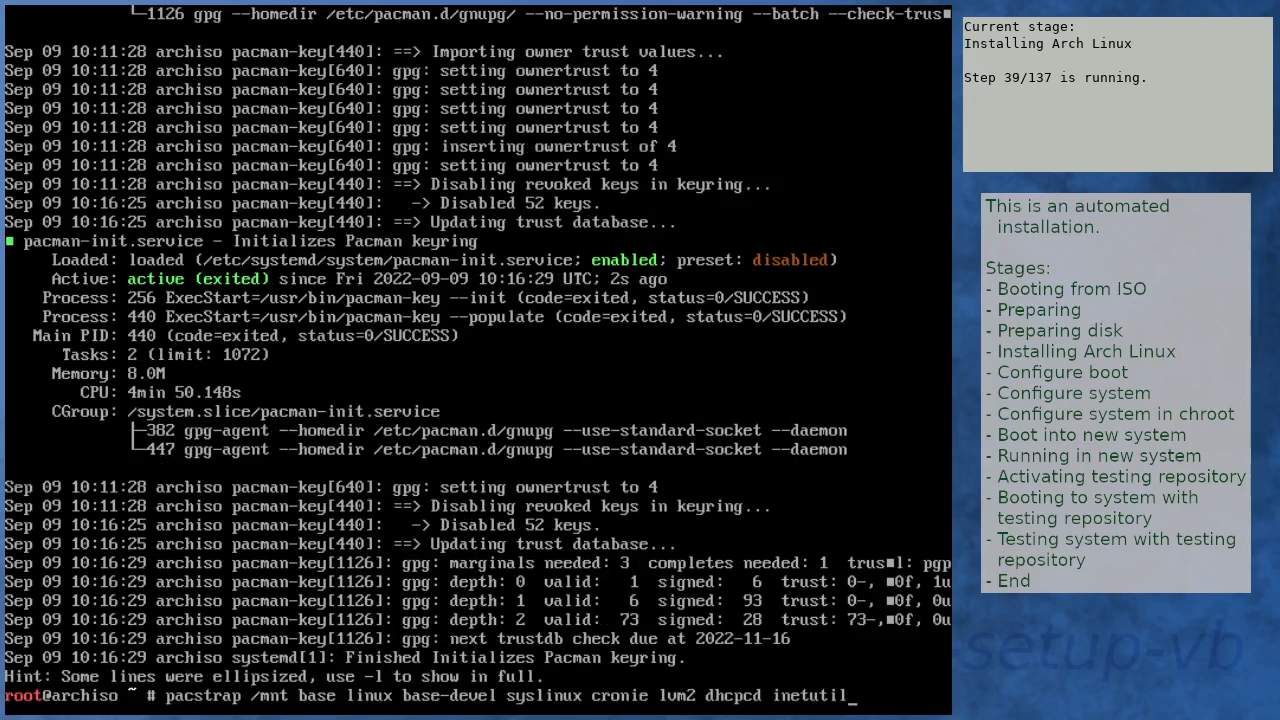 └─1126 gpg --homedir /etc/pacman.d/gnupg/ --no-permission-warning --batch --check-trus■
Sep 09 10:11:28 archiso pacman-key[440]: ==> Importing owner trust values...
Sep 09 10:11:28 archiso pacman-key[640]: gpg: setting ownertrust to 4
Sep 09 10:11:28 archiso pacman-key[640]: gpg: setting ownertrust to 4
Sep 09 10:11:28 archiso pacman-key[640]: gpg: setting ownertrust to 4
Sep 09 10:11:28 archiso pacman-key[640]: gpg: setting ownertrust to 4
Sep 09 10:11:28 archiso pacman-key[640]: gpg: inserting ownertrust of 4
Sep 09 10:11:28 archiso pacman-key[640]: gpg: setting ownertrust to 4
Sep 09 10:11:28 archiso pacman-key[440]: ==> Disabling revoked keys in keyring...
Sep 09 10:16:25 archiso pacman-key[440]:   -> Disabled 52 keys.
Sep 09 10:16:25 archiso pacman-key[440]: ==> Updating trust database...
■ pacman-init.service - Initializes Pacman keyring
Loaded: loaded (/etc/systemd/system/pacman-init.service; enabled; preset: disabled)
Active: active (exited) since Fri 2022-09-09 10:16:29 UTC; 2s ago
Process: 256 ExecStart=/usr/bin/pacman-key --init (code=exited, status=0/SUCCESS)
Process: 440 ExecStart=/usr/bin/pacman-key --populate (code=exited, status=0/SUCCESS)
Main PID: 440 (code=exited, status=0/SUCCESS)
Tasks: 2 (limit: 1072)
Memory: 8.0M
CPU: 4min 50.148s
CGroup: /system.slice/pacman-init.service
├─382 gpg-agent --homedir /etc/pacman.d/gnupg --use-standard-socket --daemon
└─447 gpg-agent --homedir /etc/pacman.d/gnupg --use-standard-socket --daemon
Sep 09 10:11:28 archiso pacman-key[640]: gpg: setting ownertrust to 4
Sep 09 10:11:28 archiso pacman-key[440]: ==> Disabling revoked keys in keyring...
Sep 09 10:16:25 archiso pacman-key[440]:   -> Disabled 52 keys.
Sep 09 10:16:25 archiso pacman-key[440]: ==> Updating trust database...
Sep 09 10:16:25 archiso pacman-key[1126]: gpg: marginals needed: 3  completes needed: 1  trus■l: pgp
Sep 09 10:16:25 archiso pacman-key[1126]: gpg: depth: 0  valid:   1  signed:   6  trust: 0-, ■0f, 1u
Sep 09 10:16:29 archiso pacman-key[1126]: gpg: depth: 1  valid:   6  signed:  93  trust: 0-, ■0f, 0u
Sep 09 10:16:29 archiso pacman-key[1126]: gpg: depth: 2  valid:  73  signed:  28  trust: 73-,■0f, 0u
Sep 09 10:16:29 archiso pacman-key[1126]: gpg: next trustdb check due at 2022-11-16
Sep 09 10:16:29 archiso systemd[1]: Finished Initializes Pacman keyring.
Hint: Some lines were ellipsized, use -l to show in full.
root@archiso ~ # pacstrap /mnt base linux base-devel syslinux cronie lvm2 dhcpcd inetutil_
Current stage:
Installing Arch Linux
Step 39/137 is running.
This is an automated
installation.
Stages:
- Booting from ISO
- Preparing
- Preparing disk
- Installing Arch Linux
- Configure boot
- Configure system
- Configure system in chroot
- Boot into new system
- Running in new system
- Activating testing repository
- Booting to system with
testing repository
- Testing system with testing
repository
- End
-setup-vb